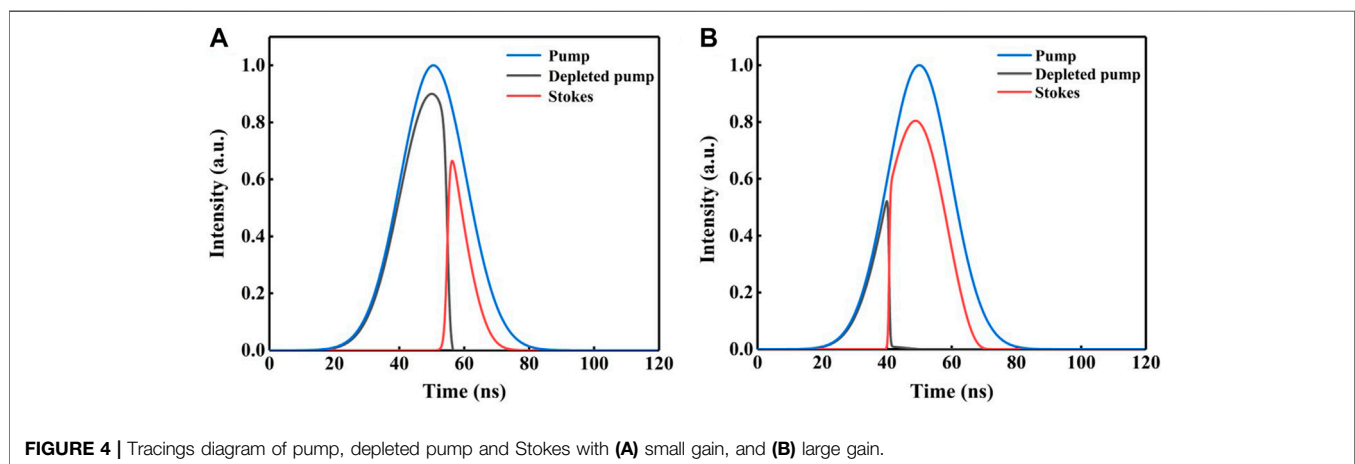 A
Pump
Depleted pump
Stokes
Intensity (a.u.)
1.0
0.8
0.6
0.4
0.2
0.0
0 20 40 60 80 100 120
Time (ns)
B
Pump
Depleted pump
Stokes
Intensity (a.u.)
1.0
0.8
0.6
0.4
0.2
0.0
0 20 40 60 80 100 120
Time (ns)
FIGURE 4 | Tracings diagram of pump, depleted pump and Stokes with (A) small gain, and (B) large gain.